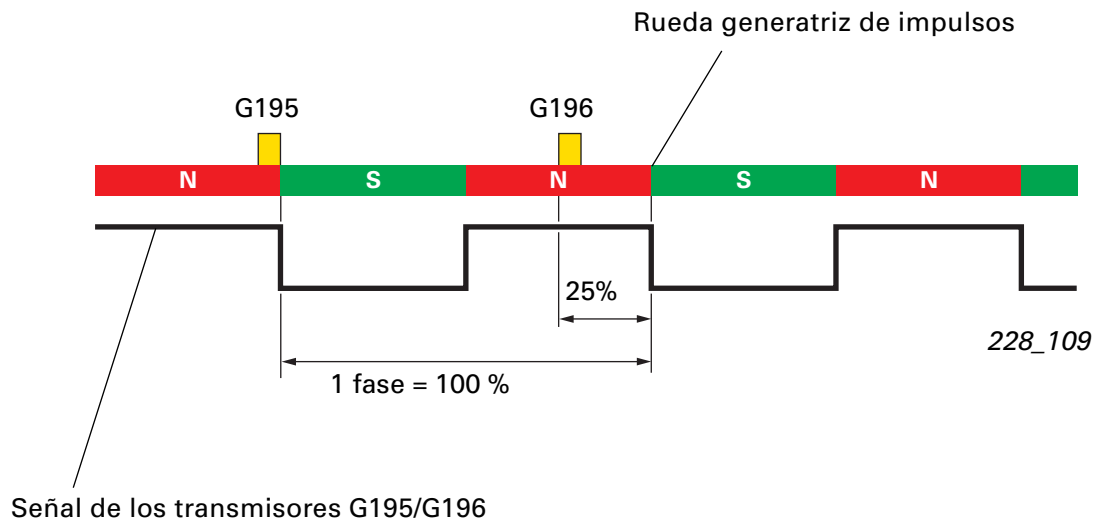 Rueda generatriz de impulsos
G195
G196
N
S
N
S
N
25%
228_109
1 fase = 100 %
Señal de los transmisores G195/G196